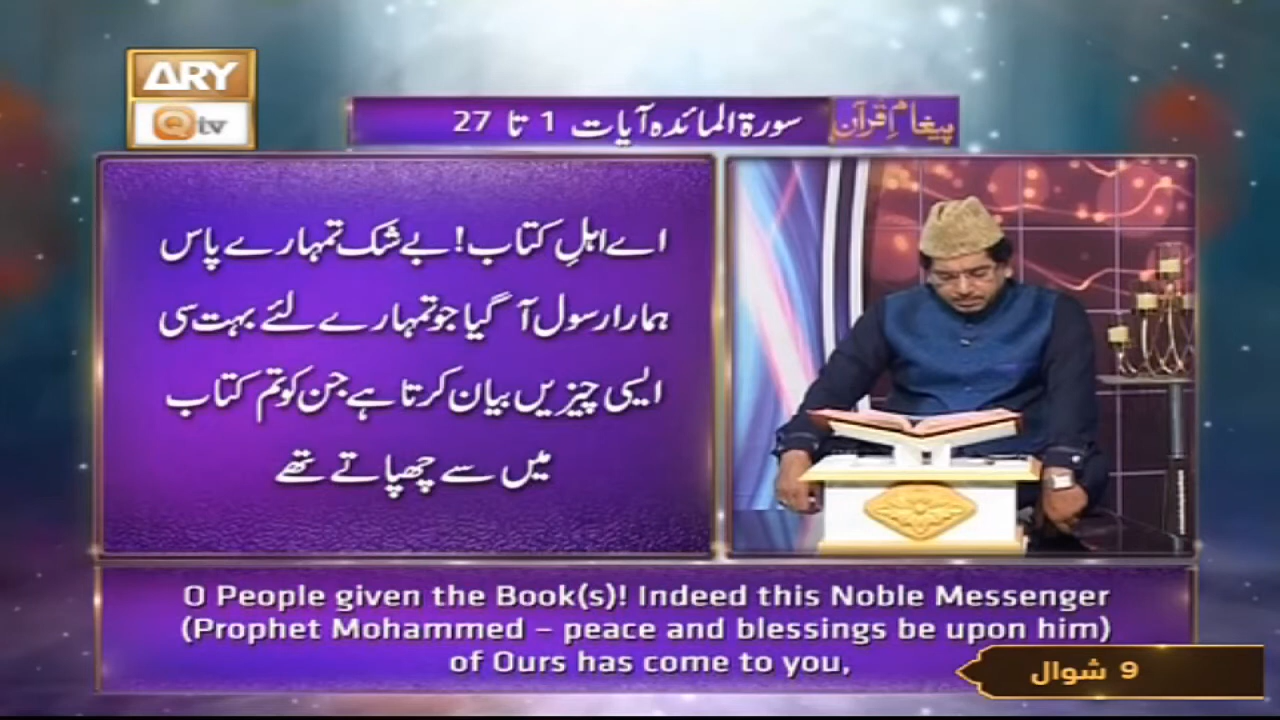 ARY
Qtv
پیغامِ قرآن
سورۃ المائدہ آیات 1 تا 27
اے اہلِ کتاب! بے شک تمہارے پاس
ہمارا رسول آ گیا جو تمہارے لئے بہت سی
ایسی چیزیں بیان کرتا ہے جن کو تم کتاب
میں سے چھپاتے تھے
O People given the Book(s)! Indeed this Noble Messenger
(Prophet Mohammed – peace and blessings be upon him)
of Ours has come to you,
9 شوال